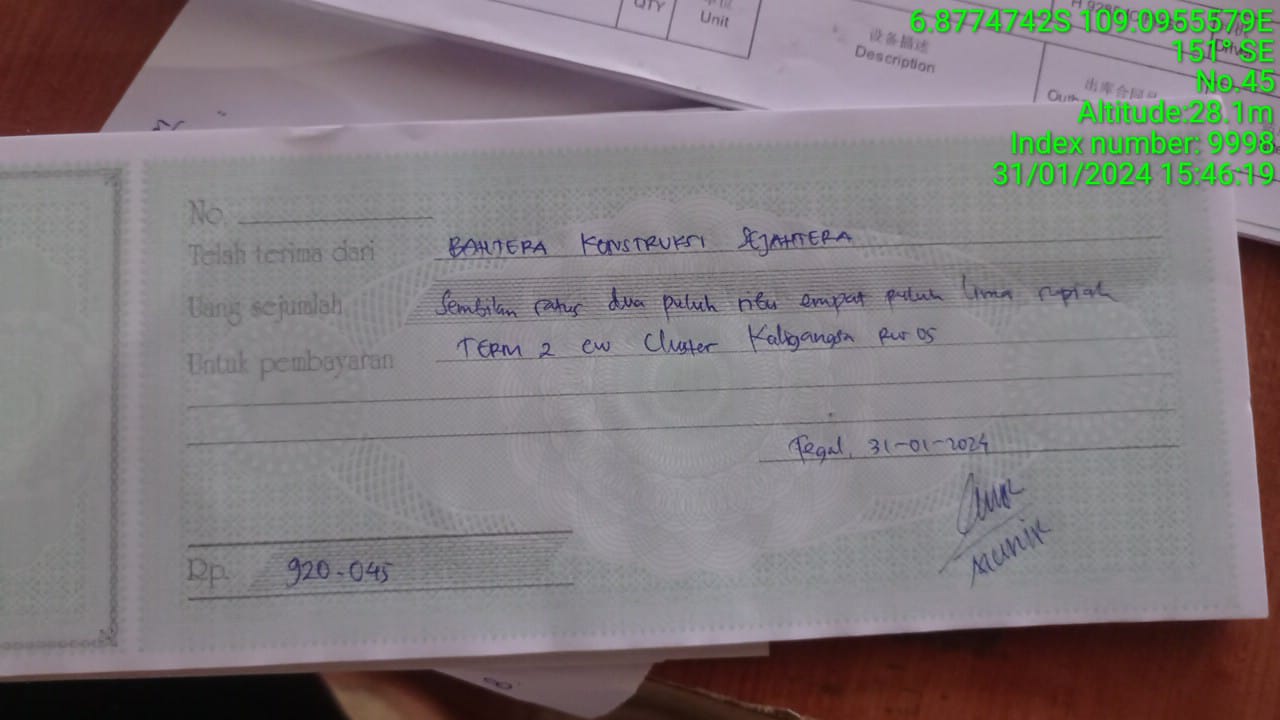 QTY
Unit
设备描述
Description
出库合同号
6.8774742S 109.0955579E
151° SE
No.45
Altitude:28.1m
Index number: 9998
31/01/2024 15:46:19
No.
Telah terima dari BAHTERA KONSTRUKSI SEJAHTERA
Uang sejumlah Sembilan ratus dua puluh ribu empat puluh lima rupiah
Untuk pembayaran TERM 2 CW Cluster Kaligangsa RW 05
Tegal, 31-01-2024
Munir
Rp. 920-045